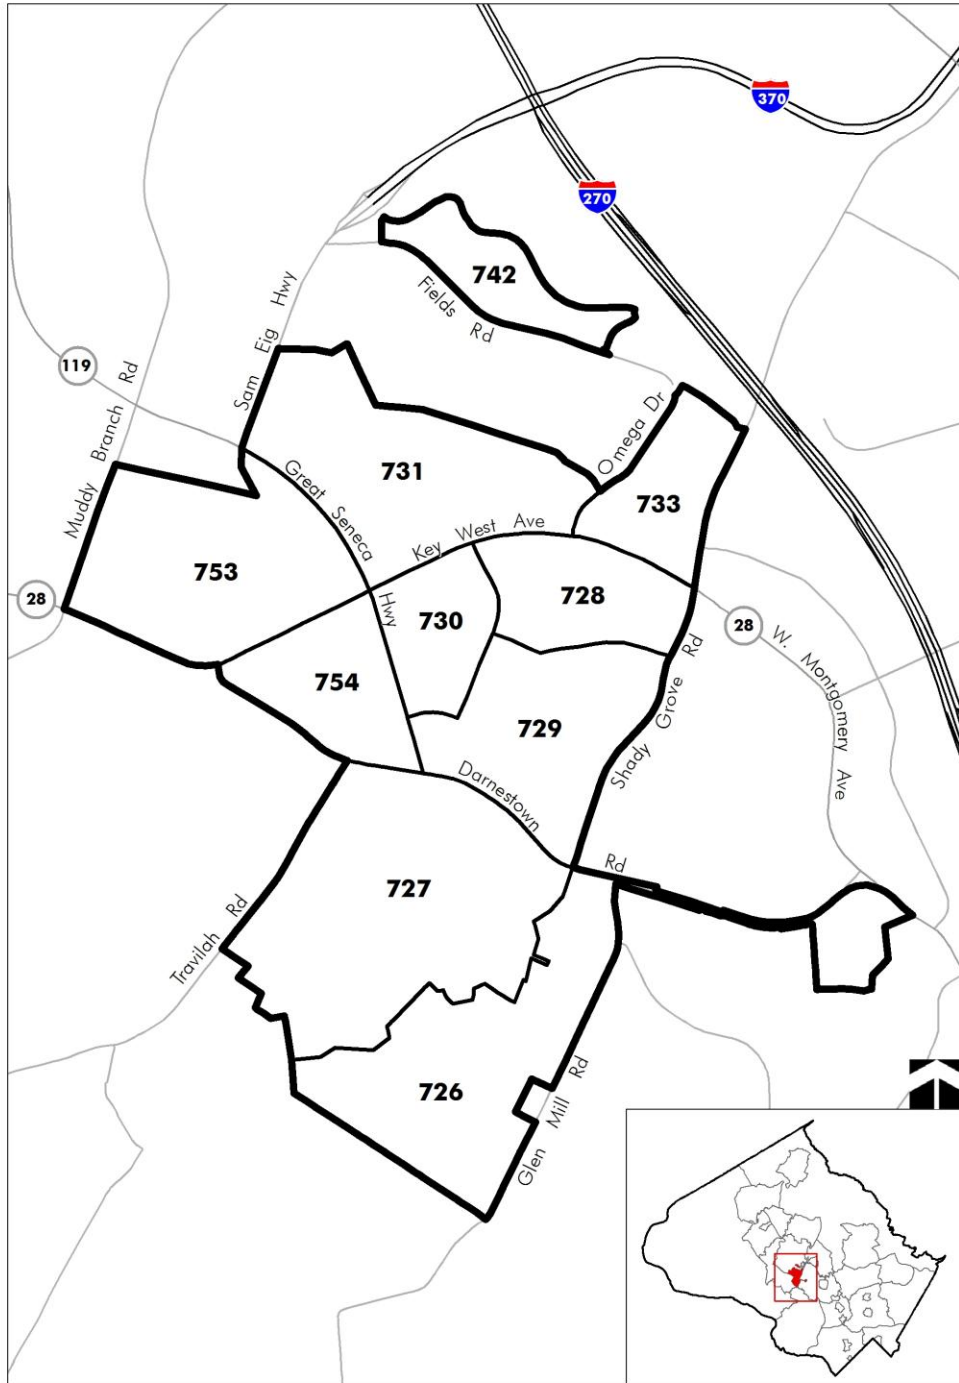 370
270
742
Fields Rd
Sam Eig Hwy
119
Muddy Branch Rd
Omega Dr
731
Great Seneca Hwy
733
Key West Ave
753
28
730
728
28
W. Montgomery Ave
754
729
Shady Grove Rd
Darnestown Rd
727
Travilah Rd
726
Glen Mill Rd